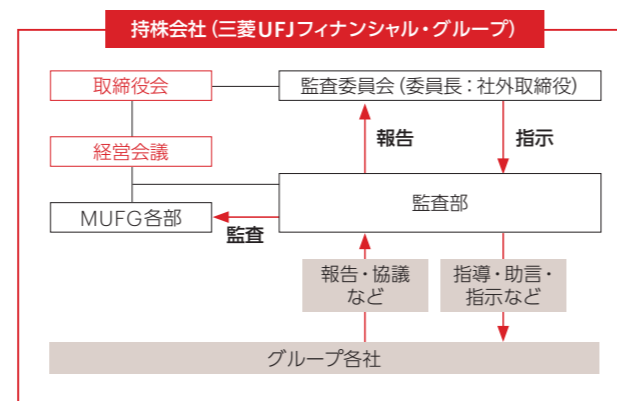 持株会社(三菱UFJフィナンシャル・グループ)
取締役会
監査委員会(委員長:社外取締役)
報告
指示
経営会議
監査部
MUFG各部
監査
報告・協議
など
指導・助言・
指示など
グループ各社